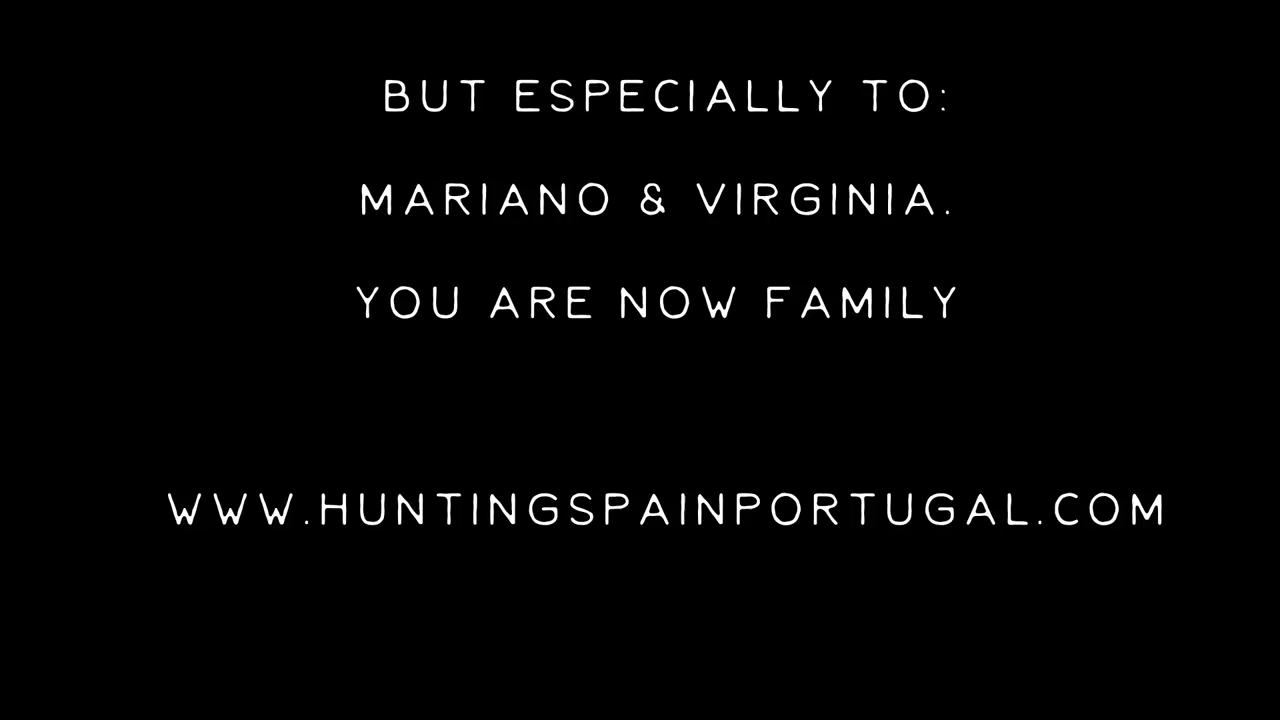 BUT ESPECIALLY TO:
MARIANO & VIRGINIA.
YOU ARE NOW FAMILY
WWW.HUNTINGSPAINPORTUGAL.COM